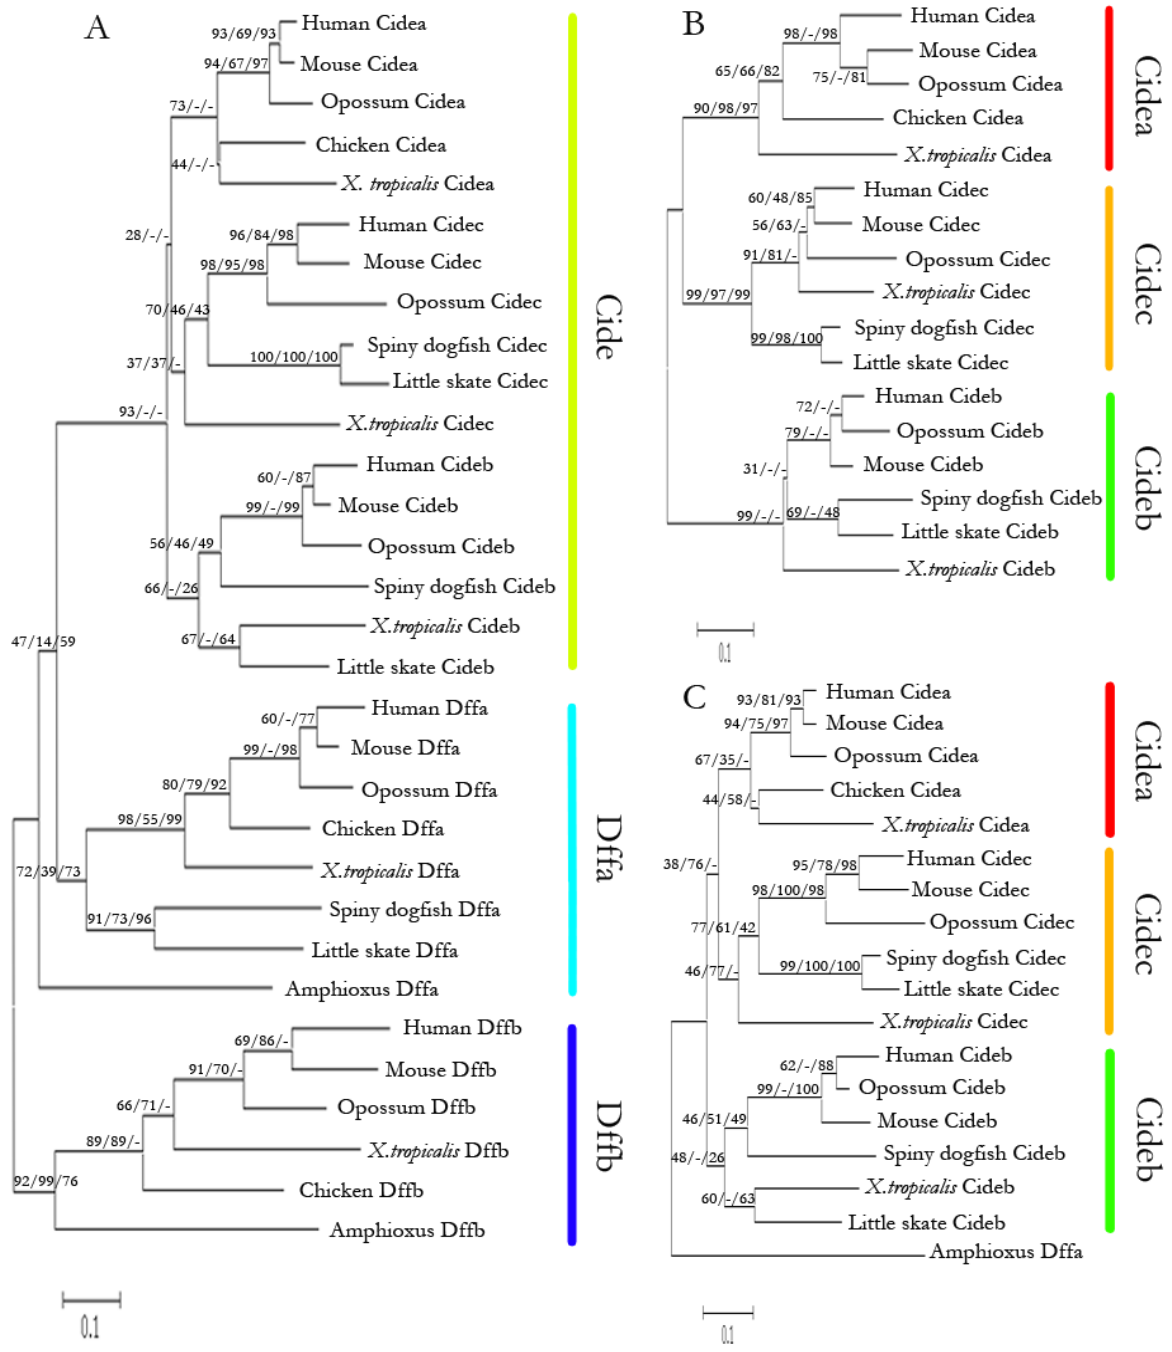 A
93/69/93
Human Cidea
94/67/97
Mouse Cidea
Opossum Cidea
73/-/-
Chicken Cidea
44/-/-
X. tropicalis Cidea
Human Cidec
28/-/-
96/84/98
Mouse Cidec
98/95/98
Opossum Cidec
70/46/43
Spiny dogfish Cidec
100/100/100
37/37/-
Little skate Cidec
93/-/-
X.tropicalis Cidec
Human Cideb
60/-/87
Mouse Cideb
99/-/99
56/46/49
Opossum Cideb
66/-/26
Spiny dogfish Cideb
X.tropicalis Cideb
47/14/59
67/-/64
Little skate Cideb
Cide
Human Dffa
60/-/77
Mouse Dffa
99/-/98
80/79/92
Opossum Dffa
98/55/99
Chicken Dffa
72/39/73
X.tropicalis Dffa
Spiny dogfish Dffa
91/73/96
Little skate Dffa
Amphioxus Dffa
Dffa
Human Dffb
69/86/-
Mouse Dffb
91/70/-
Opossum Dffb
66/71/-
89/89/-
X.tropicalis Dffb
92/99/76
Chicken Dffb
Amphioxus Dffb
Dffb
0.1
B
Human Cidea
98/-/98
Mouse Cidea
65/66/82
75/-/81
Opossum Cidea
90/98/97
Chicken Cidea
X.tropicalis Cidea
Cidea
Human Cidec
60/48/85
Mouse Cidec
56/63/-
91/81/-
Opossum Cidec
99/97/99
X.tropicalis Cidec
Spiny dogfish Cidec
99/98/100
Little skate Cidec
Cidec
Human Cideb
72/-/-
79/-/-
Opossum Cideb
Mouse Cideb
31/-/-
Spiny dogfish Cideb
99/-/-
69/-/48
Little skate Cideb
X.tropicalis Cideb
Cideb
0.1
C
93/81/93
Human Cidea
94/75/97
Mouse Cidea
67/35/-
Opossum Cidea
Chicken Cidea
44/58/-
X.tropicalis Cidea
Cidea
38/76/-
95/78/98
Human Cidec
98/100/98
Mouse Cidec
77/61/42
Opossum Cidec
46/77/-
99/100/100
Spiny dogfish Cidec
Little skate Cidec
X.tropicalis Cidec
Cidec
Human Cideb
62/-/88
99/-/100
Opossum Cideb
46/51/49
Mouse Cideb
48/-/26
Spiny dogfish Cideb
60/-/63
X.tropicalis Cideb
Little skate Cideb
Cideb
Amphioxus Dffa
0.1